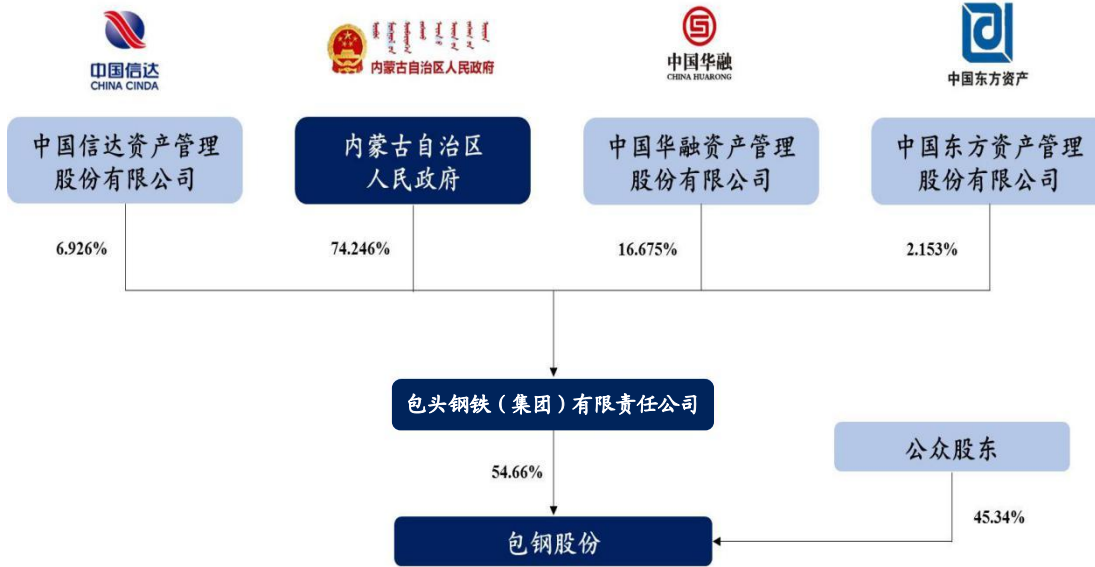 中国信达
CHINA CINDA
内蒙古自治区人民政府
中国华融
CHINA HUARONG
中国东方资产
中国信达资产管理
股份有限公司
内蒙古自治区
人民政府
中国华融资产管理
股份有限公司
中国东方资产管理
股份有限公司
6.926%
74.246%
16.675%
2.153%
包头钢铁（集团）有限责任公司
公众股东
54.66%
45.34%
包钢股份